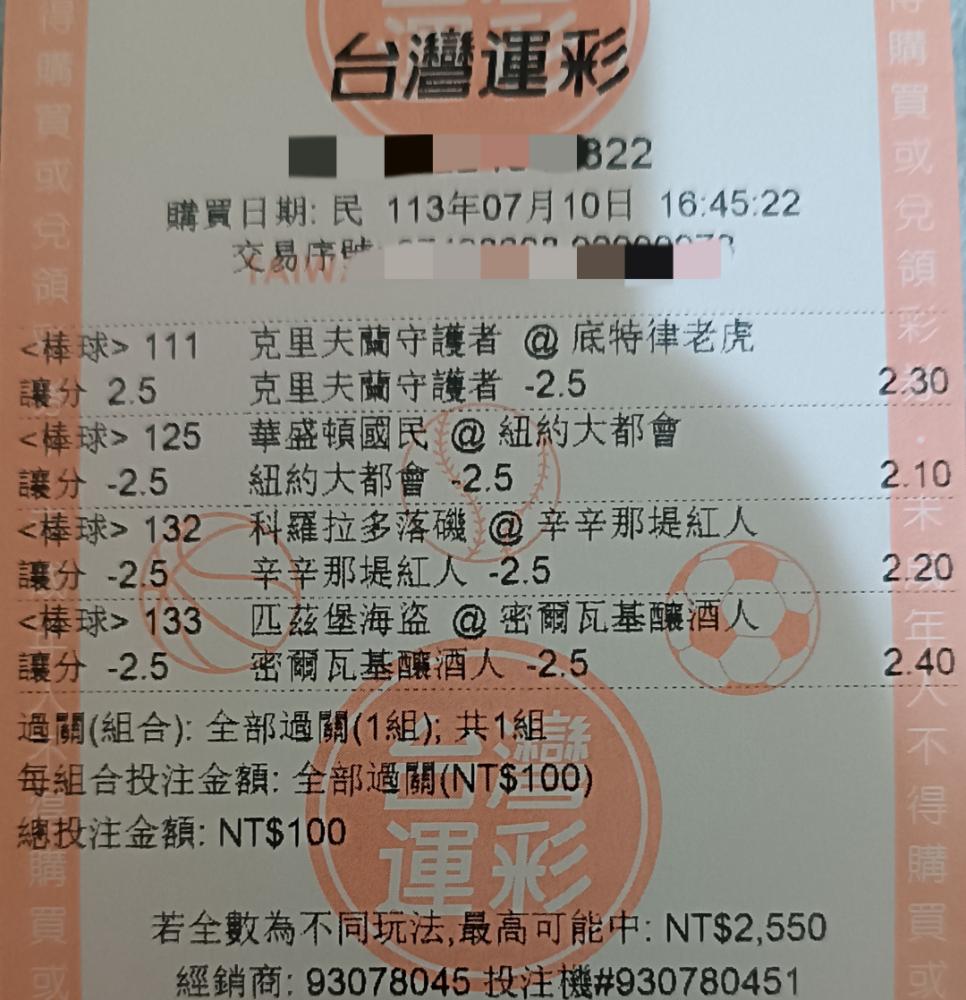 台灣運彩
822
購買日期: 民 113年07月10日 16:45:22
交易序號:
<棒球> 111 克里夫蘭守護者 @ 底特律老虎
讓分 2.5 克里夫蘭守護者 -2.5 2.30
<棒球> 125 華盛頓國民 @ 紐約大都會
讓分 -2.5 紐約大都會 -2.5 2.10
<棒球> 132 科羅拉多落磯 @ 辛辛那堤紅人
讓分 -2.5 辛辛那堤紅人 -2.5 2.20
<棒球> 133 匹茲堡海盜 @ 密爾瓦基釀酒人
讓分 -2.5 密爾瓦基釀酒人 -2.5 2.40
過關(組合): 全部過關(1組); 共1組
每組合投注金額: 全部過關(NT$100)
總投注金額: NT$100
台灣
運彩
若全數為不同玩法,最高可能中: NT$2,550
經銷商: 93078045 投注機#930780451